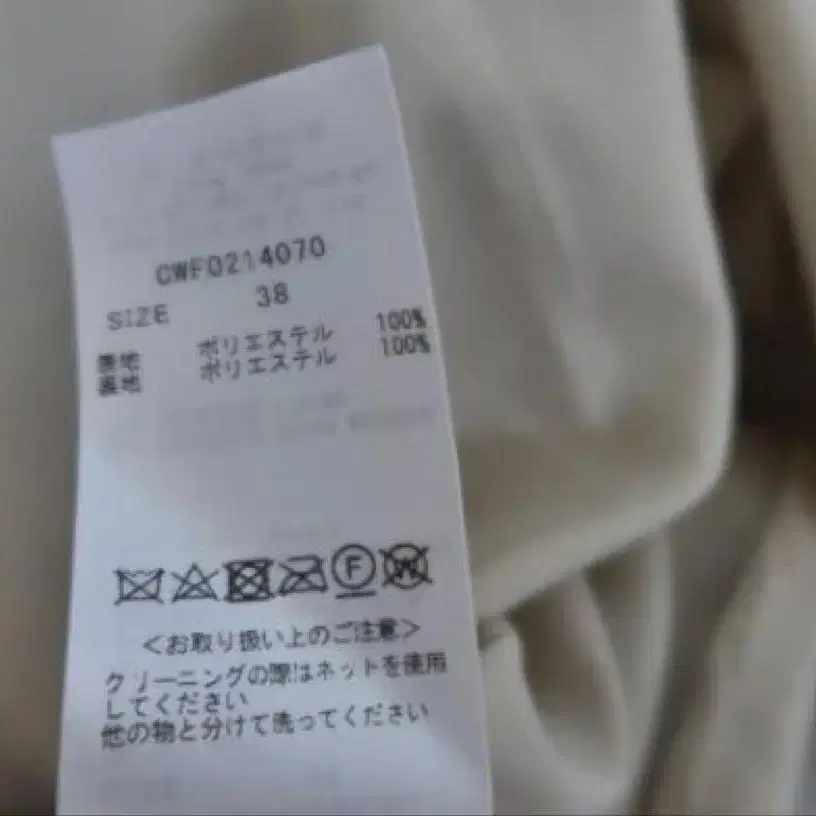 CWF0214070
SIZE 38
表地 ポリエステル 100%
裏地 ポリエステル 100%
F W
<お取り扱い上のご注意>
クリーニングの際はネットを使用
してください
他の物と分けて洗ってください